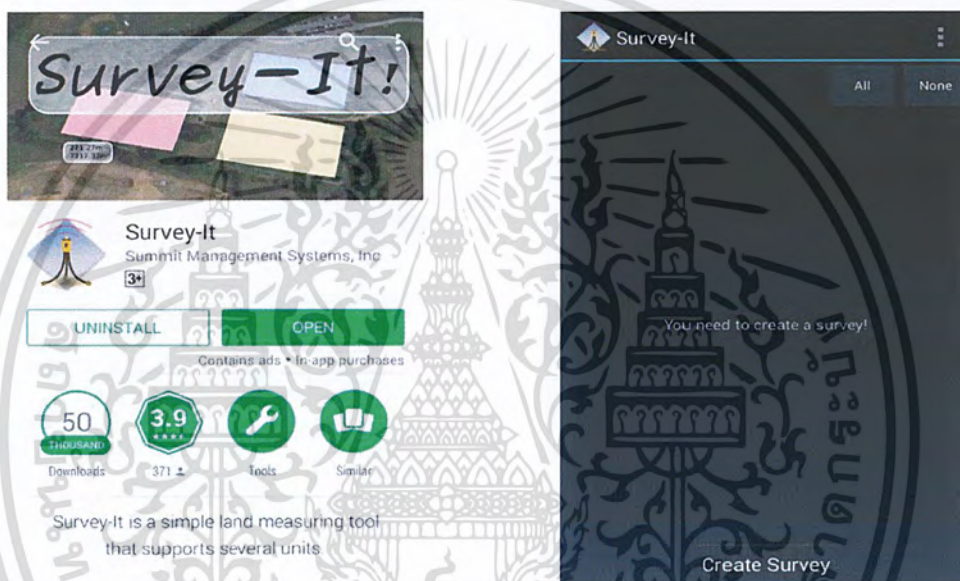 Survey-It!
Survey-It
Summit Management Systems, Inc
3+
UNINSTALL
OPEN
Contains ads • In-app purchases
50
THOUSAND
Downloads
3.9
371
Tools
Similar
Survey-It is a simple land measuring tool
that supports several units
Survey-It
All
None
You need to create a survey!
Create Survey